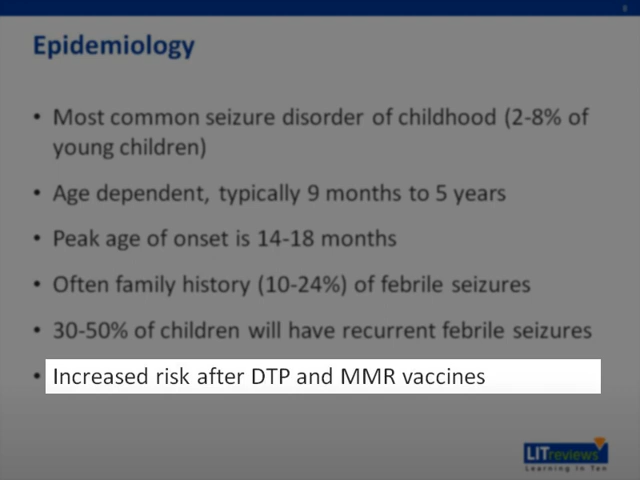 Epidemiology
• Most common seizure disorder of childhood (2-8% of
young children)
• Age dependent, typically 9 months to 5 years
• Peak age of onset is 14-18 months
• Often family history (10-24%) of febrile seizures
• 30-50% of children will have recurrent febrile seizures
• Increased risk after DTP and MMR vaccines
LITreviews
Learning in Ten